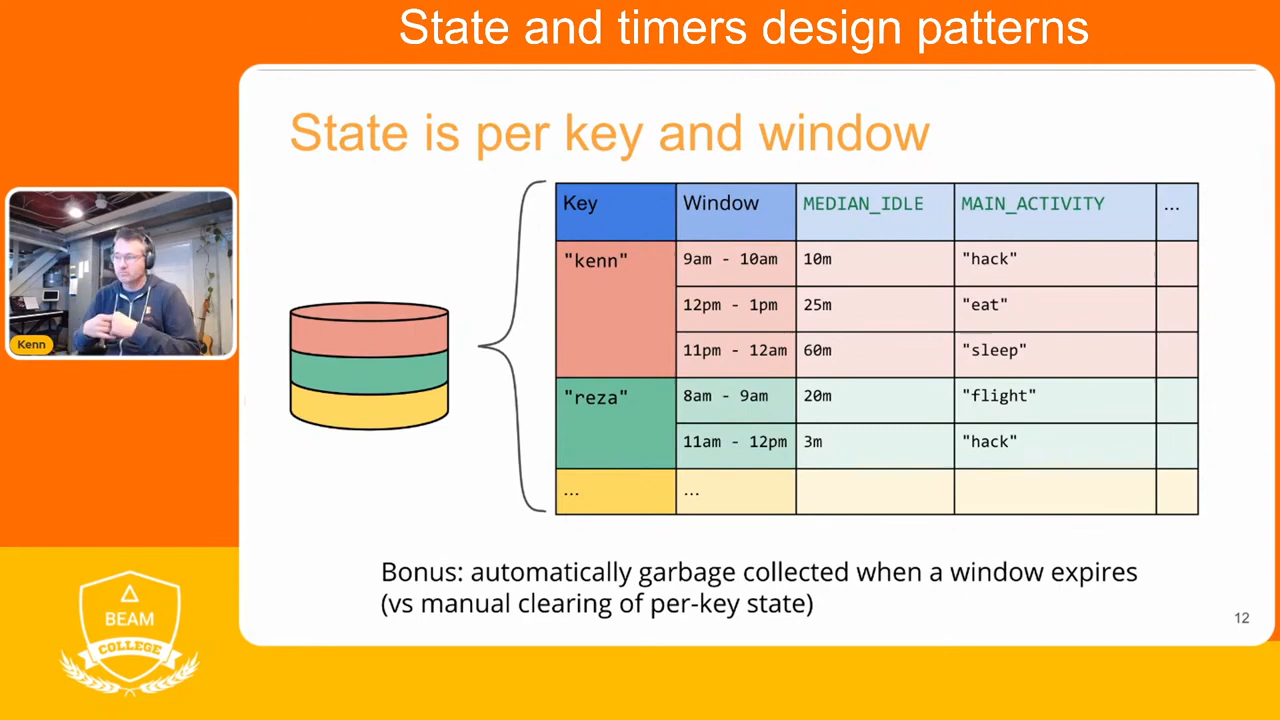 State and timers design patterns
State is per key and window
Key Window MEDIAN_IDLE MAIN_ACTIVITY ...
"kenn" 9am - 10am 10m "hack"
12pm - 1pm 25m "eat"
11pm - 12am 60m "sleep"
"reza" 8am - 9am 20m "flight"
11am - 12pm 3m "hack"
... ...
Kenn
Bonus: automatically garbage collected when a window expires
(vs manual clearing of per-key state)
12
BEAM
COLLEGE